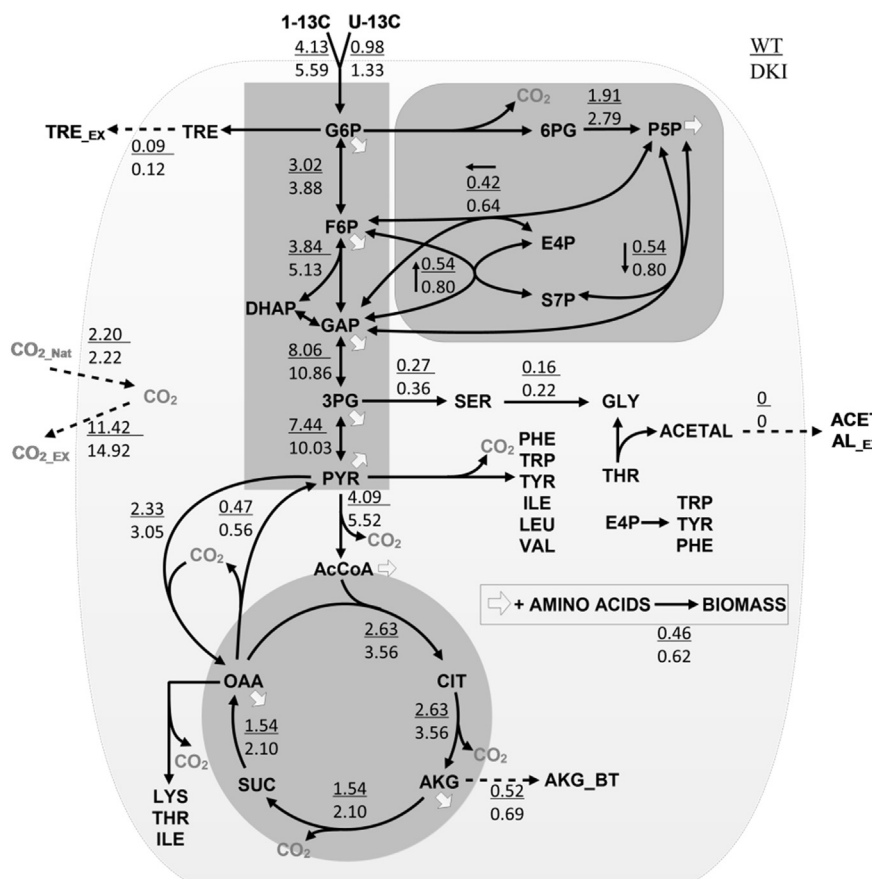 1-13C U-13C
4.13 0.98
5.59 1.33
WT
DKI
CO2
1.91
2.79
TRE_EX TRE G6P 6PG P5P
0.09
0.12
3.02
3.88
0.42
0.64
F6P
E4P
3.84
5.13
0.54
0.80
0.54
0.80
S7P
DHAP
GAP
2.20
2.22
CO2_Nat
CO2
11.42
14.92
CO2_EX
8.06
10.86
0.27
0.36
0.16
0.22
3PG SER GLY
0
0
7.44
10.03
ACETAL
ACET
AL_EX
CO2
PHE
TRP
TYR
ILE
LEU
VAL
THR
PYR
2.33
3.05
0.47
0.56
4.09
5.52
CO2
CO2
E4P
TRP
TYR
PHE
AcCoA
+ AMINO ACIDS BIOMASS
0.46
0.62
2.63
3.56
OAA
CIT
2.63
3.56
CO2
1.54
2.10
CO2
LYS
THR
ILE
SUC
AKG
AKG_BT
0.52
0.69
1.54
2.10
CO2